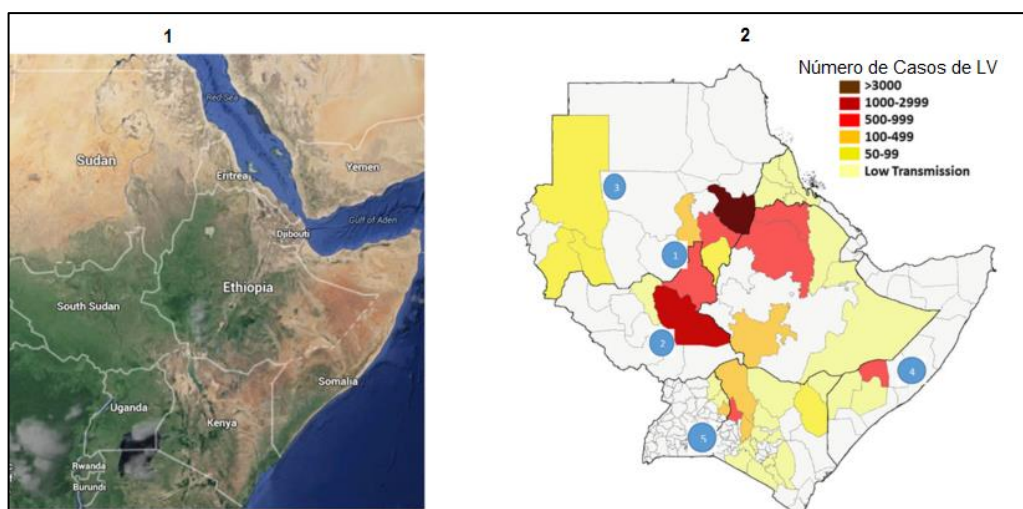 1
Red Sea
Sudan
Yemen
Eritrea
Gulf of Aden
Djibouti
Ethiopia
South Sudan
Somalia
Uganda
Kenya
Rwanda
Burundi
2
Número de Casos de LV
>3000
1000-2999
500-999
100-499
50-99
Low Transmission
3
1
2
4
5